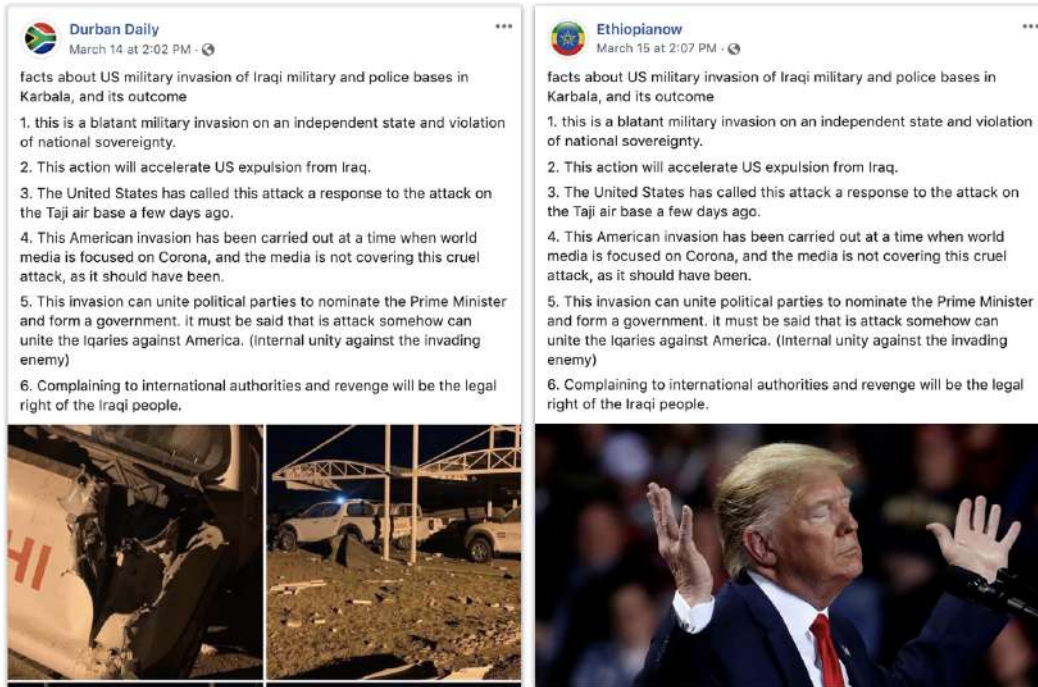 Durban Daily
March 14 at 2:02 PM ·
facts about US military invasion of Iraqi military and police bases in
Karbala, and its outcome
1. this is a blatant military invasion on an independent state and violation
of national sovereignty.
2. This action will accelerate US expulsion from Iraq.
3. The United States has called this attack a response to the attack on
the Taji air base a few days ago.
4. This American invasion has been carried out at a time when world
media is focused on Corona, and the media is not covering this cruel
attack, as it should have been.
5. This invasion can unite political parties to nominate the Prime Minister
and form a government. it must be said that is attack somehow can
unite the Iqaries against America. (Internal unity against the invading
enemy)
6. Complaining to international authorities and revenge will be the legal
right of the Iraqi people.
HI
Ethiopianow
March 15 at 2:07 PM ·
facts about US military invasion of Iraqi military and police bases in
Karbala, and its outcome
1. this is a blatant military invasion on an independent state and violation
of national sovereignty.
2. This action will accelerate US expulsion from Iraq.
3. The United States has called this attack a response to the attack on
the Taji air base a few days ago.
4. This American invasion has been carried out at a time when world
media is focused on Corona, and the media is not covering this cruel
attack, as it should have been.
5. This invasion can unite political parties to nominate the Prime Minister
and form a government. it must be said that is attack somehow can
unite the Iqaries against America. (Internal unity against the invading
enemy)
6. Complaining to international authorities and revenge will be the legal
right of the Iraqi people.